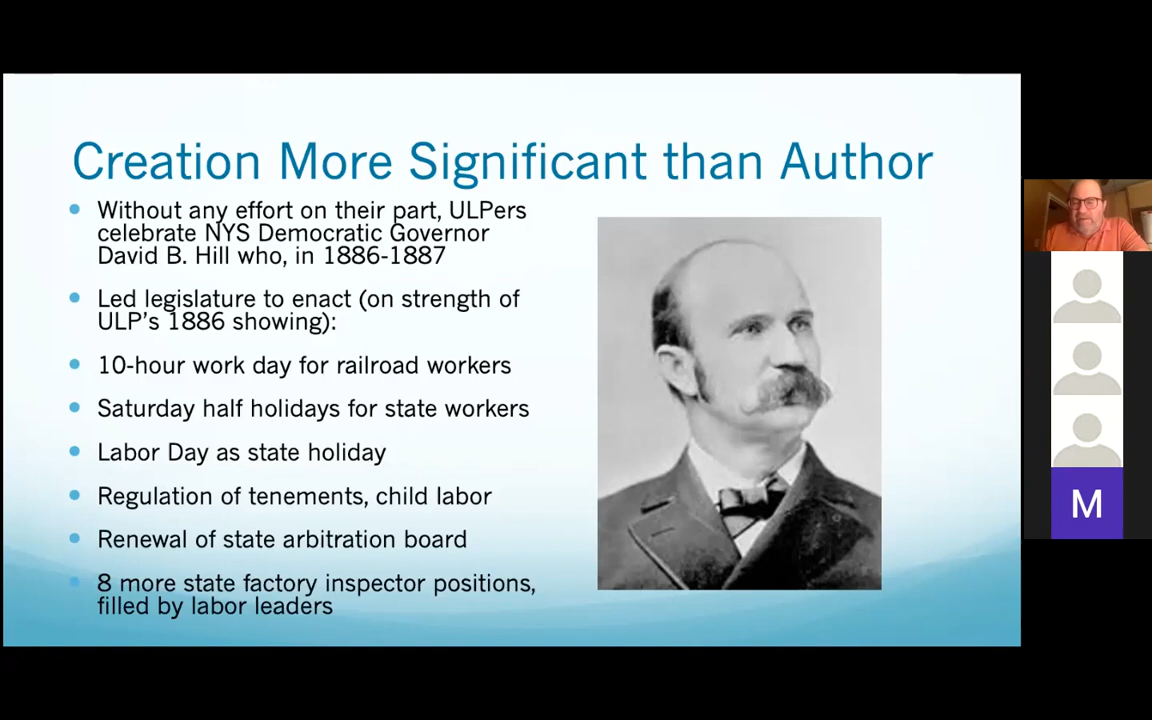 Creation More Significant than Author
Without any effort on their part, ULPers
celebrate NYS Democratic Governor
David B. Hill who, in 1886-1887
Led legislature to enact (on strength of
ULP's 1886 showing):
10-hour work day for railroad workers
Saturday half holidays for state workers
Labor Day as state holiday
Regulation of tenements, child labor
Renewal of state arbitration board
8 more state factory inspector positions,
filled by labor leaders
M